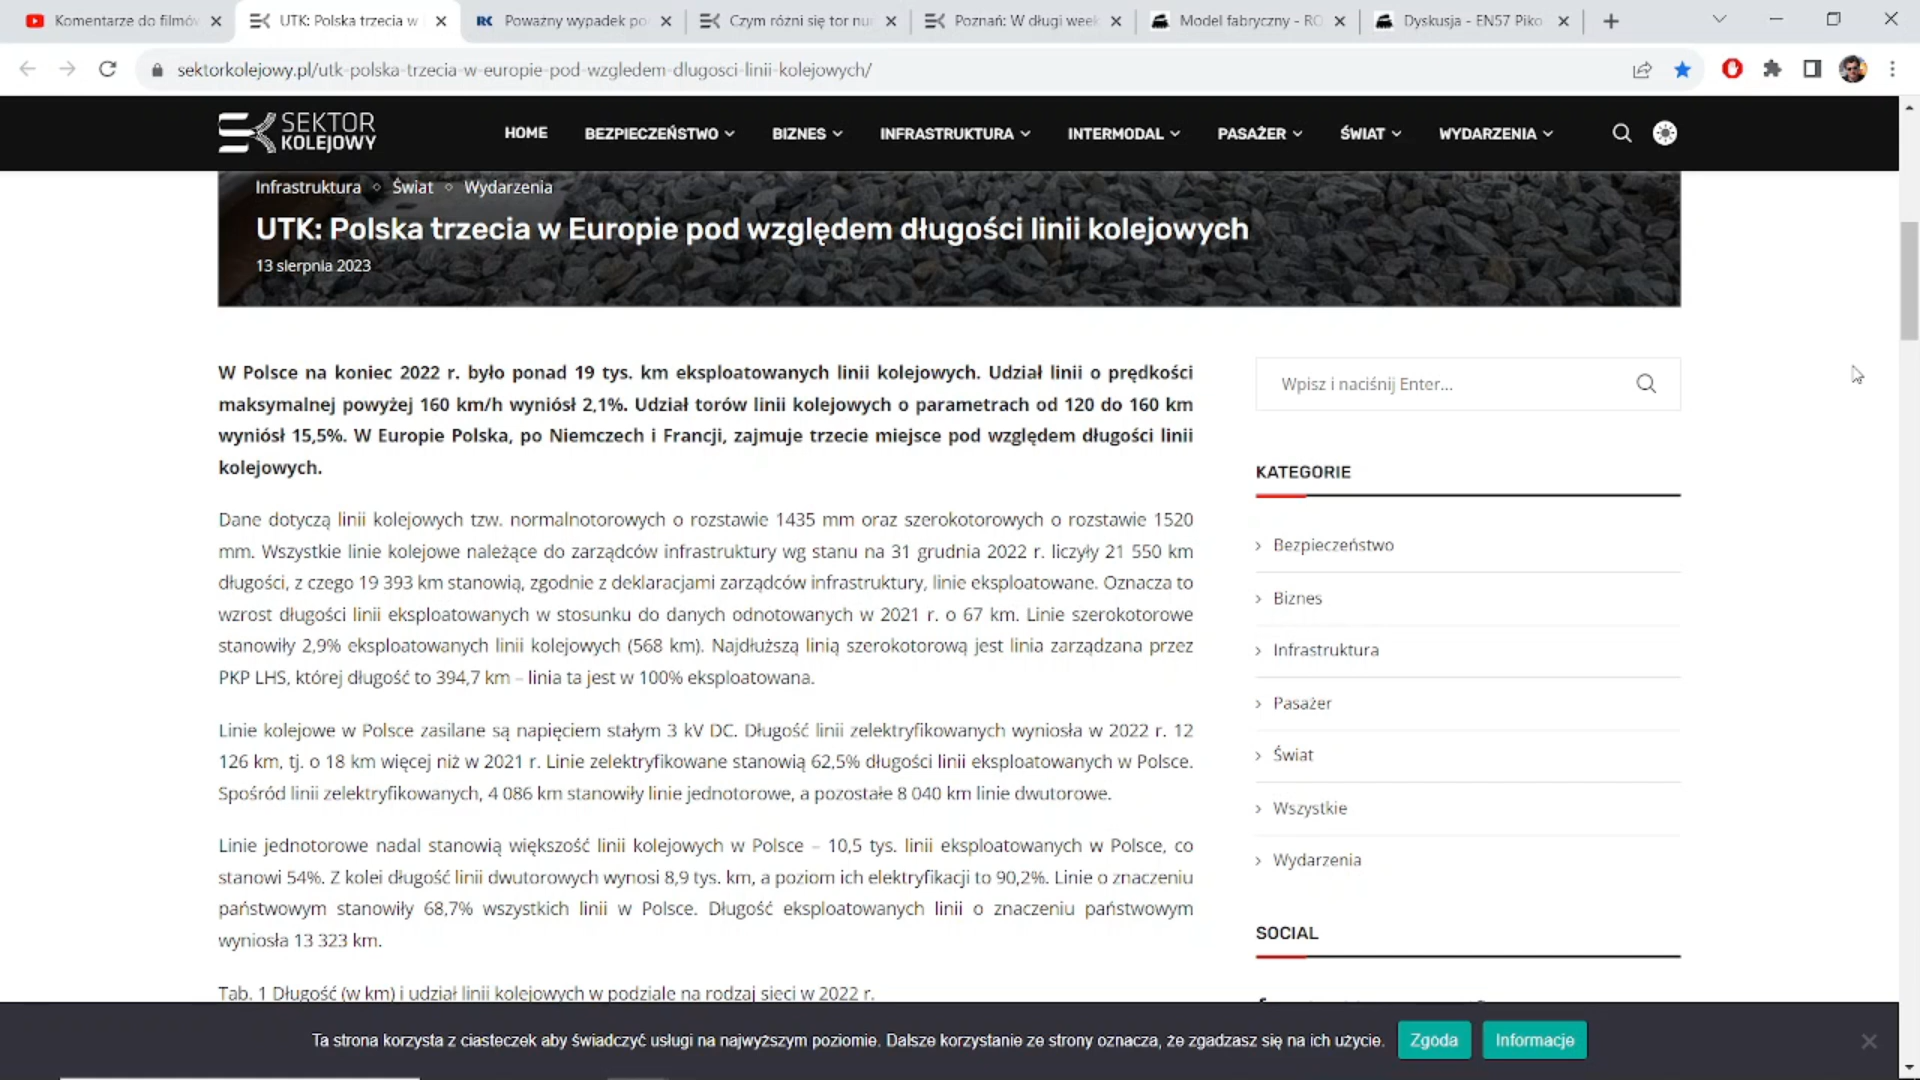 Komentarze do filmów
UTK: Polska trzecia w
Poważny wypadek po
Czym różni się tor nu
Poznań: W długi week
Model fabryczny - RO
Dyskusja - EN57 Piko
sektorkolejowy.pl/utk-polska-trzecia-w-europie-pod-wzgledem-dlugosci-linii-kolejowych/
SEKTOR
KOLEJOWY
HOME
BEZPIECZEŃSTWO
BIZNES
INFRASTRUKTURA
INTERMODAL
PASAŻER
ŚWIAT
WYDARZENIA
Infrastruktura ◦ Świat ◦ Wydarzenia
UTK: Polska trzecia w Europie pod względem długości linii kolejowych
13 sierpnia 2023
W Polsce na koniec 2022 r. było ponad 19 tys. km eksploatowanych linii kolejowych. Udział linii o prędkości
maksymalnej powyżej 160 km/h wyniósł 2,1%. Udział torów linii kolejowych o parametrach od 120 do 160 km
wyniósł 15,5%. W Europie Polska, po Niemczech i Francji, zajmuje trzecie miejsce pod względem długości linii
kolejowych.
Dane dotyczą linii kolejowych tzw. normalnotorowych o rozstawie 1435 mm oraz szerokotorowych o rozstawie 1520
mm. Wszystkie linie kolejowe należące do zarządców infrastruktury wg stanu na 31 grudnia 2022 r. liczyły 21 550 km
długości, z czego 19 393 km stanowią, zgodnie z deklaracjami zarządców infrastruktury, linie eksploatowane. Oznacza to
wzrost długości linii eksploatowanych w stosunku do danych odnotowanych w 2021 r. o 67 km. Linie szerokotorowe
stanowiły 2,9% eksploatowanych linii kolejowych (568 km). Najdłuższą linią szerokotorową jest linia zarządzana przez
PKP LHS, której długość to 394,7 km – linia ta jest w 100% eksploatowana.
Linie kolejowe w Polsce zasilane są napięciem stałym 3 kV DC. Długość linii zelektryfikowanych wyniosła w 2022 r. 12
126 km, tj. o 18 km więcej niż w 2021 r. Linie zelektryfikowane stanowią 62,5% długości linii eksploatowanych w Polsce.
Spośród linii zelektryfikowanych, 4 086 km stanowiły linie jednotorowe, a pozostałe 8 040 km linie dwutorowe.
Linie jednotorowe nadal stanowią większość linii kolejowych w Polsce – 10,5 tys. linii eksploatowanych w Polsce, co
stanowi 54%. Z kolei długość linii dwutorowych wynosi 8,9 tys. km, a poziom ich elektryfikacji to 90,2%. Linie o znaczeniu
państwowym stanowiły 68,7% wszystkich linii w Polsce. Długość eksploatowanych linii o znaczeniu państwowym
wyniosła 13 323 km.
Tab. 1 Długość (w km) i udział linii kolejowych w podziale na rodzaj sieci w 2022 r.
Wpisz i naciśnij Enter...
KATEGORIE
Bezpieczeństwo
Biznes
Infrastruktura
Pasażer
Świat
Wszystkie
Wydarzenia
SOCIAL
Ta strona korzysta z ciasteczek aby świadczyć usługi na najwyższym poziomie. Dalsze korzystanie ze strony oznacza, że zgadzasz się na ich użycie.
Zgoda
Informacje